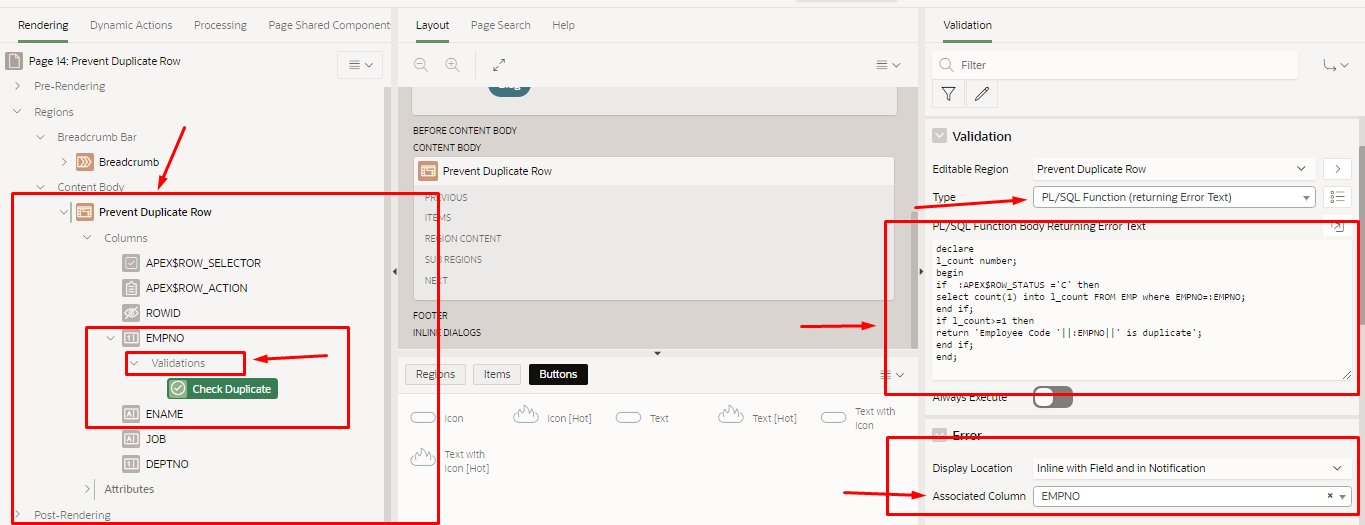 Rendering
Dynamic Actions
Processing
Page Shared Component
Page 14: Prevent Duplicate Row
Pre-Rendering
Regions
Breadcrumb Bar
Breadcrumb
Content Body
Prevent Duplicate Row
Columns
APEX$ROW_SELECTOR
APEX$ROW_ACTION
ROWID
EMPNO
Validations
Check Duplicate
ENAME
JOB
DEPTNO
Attributes
Post-Rendering
Layout
Page Search
Help
BEFORE CONTENT BODY
CONTENT BODY
Prevent Duplicate Row
PREVIOUS
ITEMS
REGION CONTENT
SUB REGIONS
NEXT
FOOTER
INLINE DIALOGS
Regions
Items
Buttons
Icon
Icon [Hot]
Text
Text [Hot]
Text with
Icon
Text with
Icon [Hot]
Validation
Filter
Validation
Editable Region
Prevent Duplicate Row
Type
PL/SQL Function (returning Error Text)
PL/SQL Function Body Returning Error Text
declare
l_count number;
begin
if  :APEX$ROW_STATUS ='C' then
select count(1) into l_count FROM EMP where EMPNO=:EMPNO;
end if;
if l_count>=1 then
return 'Employee Code '||:EMPNO||' is duplicate';
end if;
end;
Always Execute
Error
Display Location
Inline with Field and in Notification
Associated Column
EMPNO